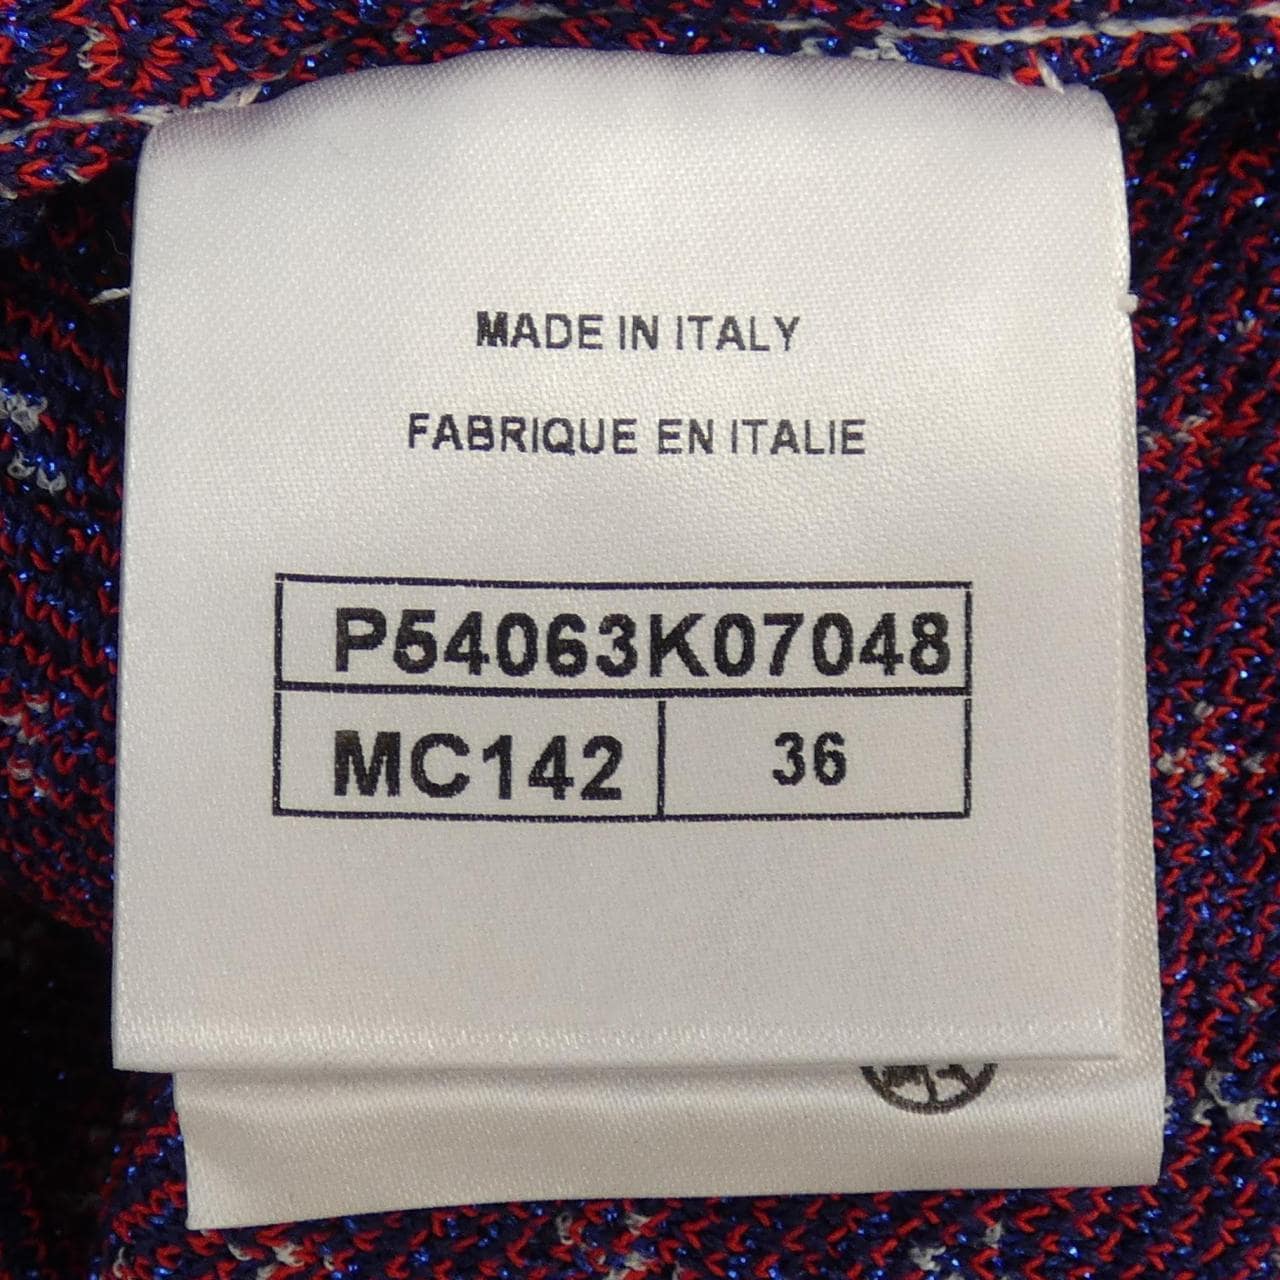 MADE IN ITALY
FABRIQUE EN ITALIE
P54063K07048
MC142 36